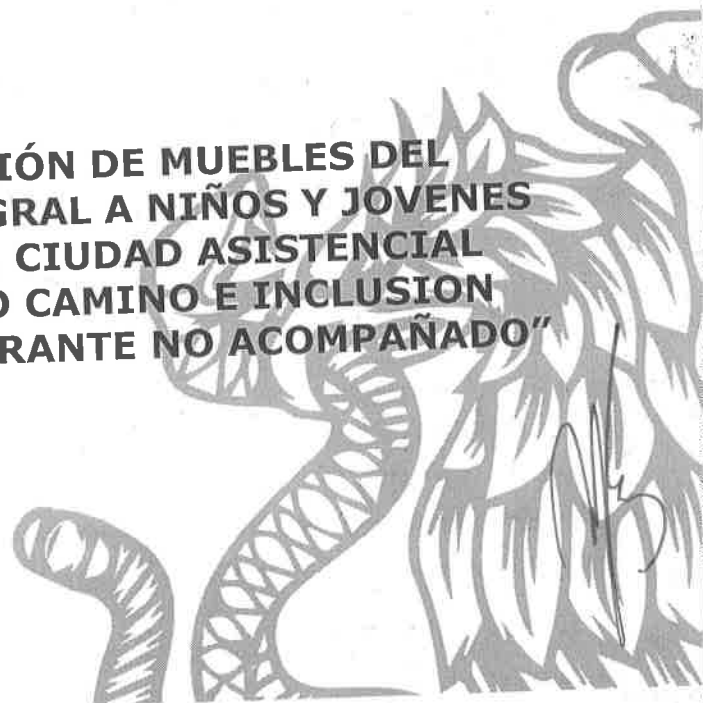 IÓN DE MUEBLES DEL
GRAL A NIÑOS Y JOVENES
CIUDAD ASISTENCIAL
O CAMINO E INCLUSION
RANTE NO ACOMPAÑADO”